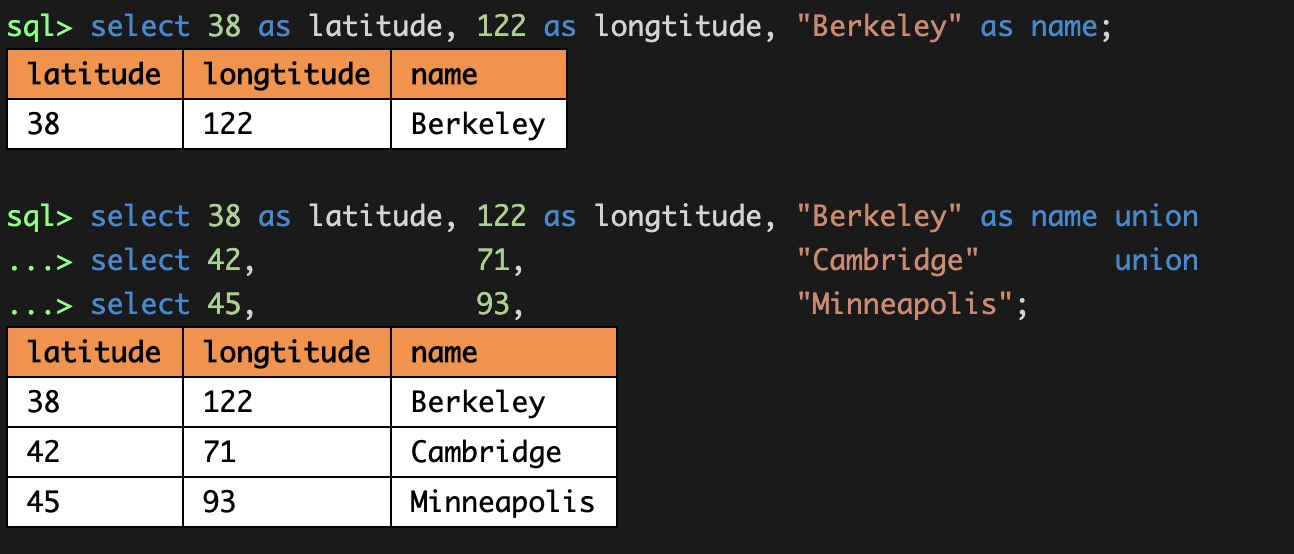 sql> select 38 as latitude, 122 as longtitude, "Berkeley" as name;
latitude longtitude name
38 122 Berkeley
sql> select 38 as latitude, 122 as longtitude, "Berkeley" as name union
...> select 42, 71, "Cambridge" union
...> select 45, 93, "Minneapolis";
latitude longtitude name
38 122 Berkeley
42 71 Cambridge
45 93 Minneapolis